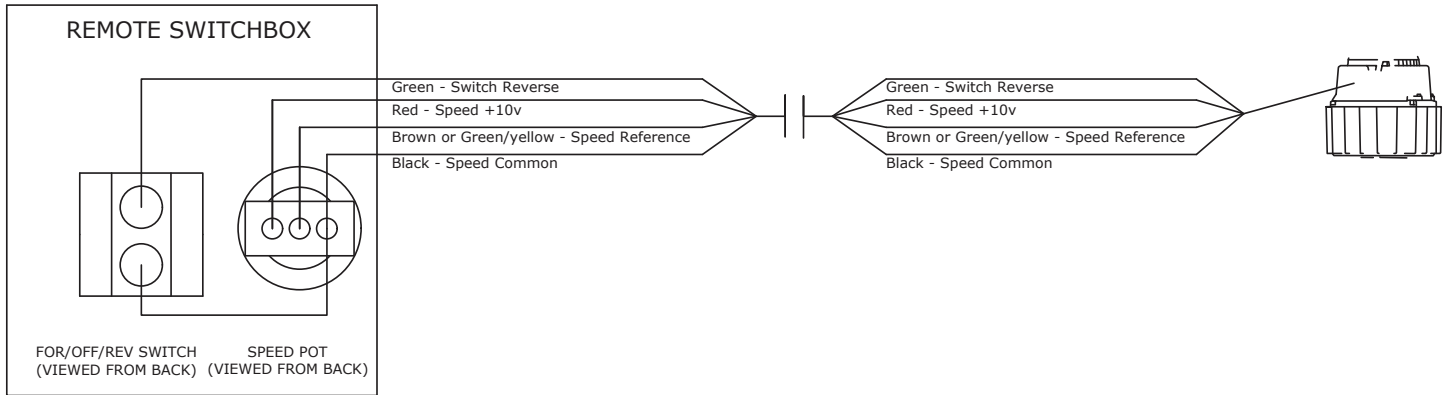 REMOTE SWITCHBOX
Green - Switch Reverse
Red - Speed +10v
Brown or Green/yellow - Speed Reference
Black - Speed Common
Green - Switch Reverse
Red - Speed +10v
Brown or Green/yellow - Speed Reference
Black - Speed Common
FOR/OFF/REV SWITCH
(VIEWED FROM BACK)
SPEED POT
(VIEWED FROM BACK)